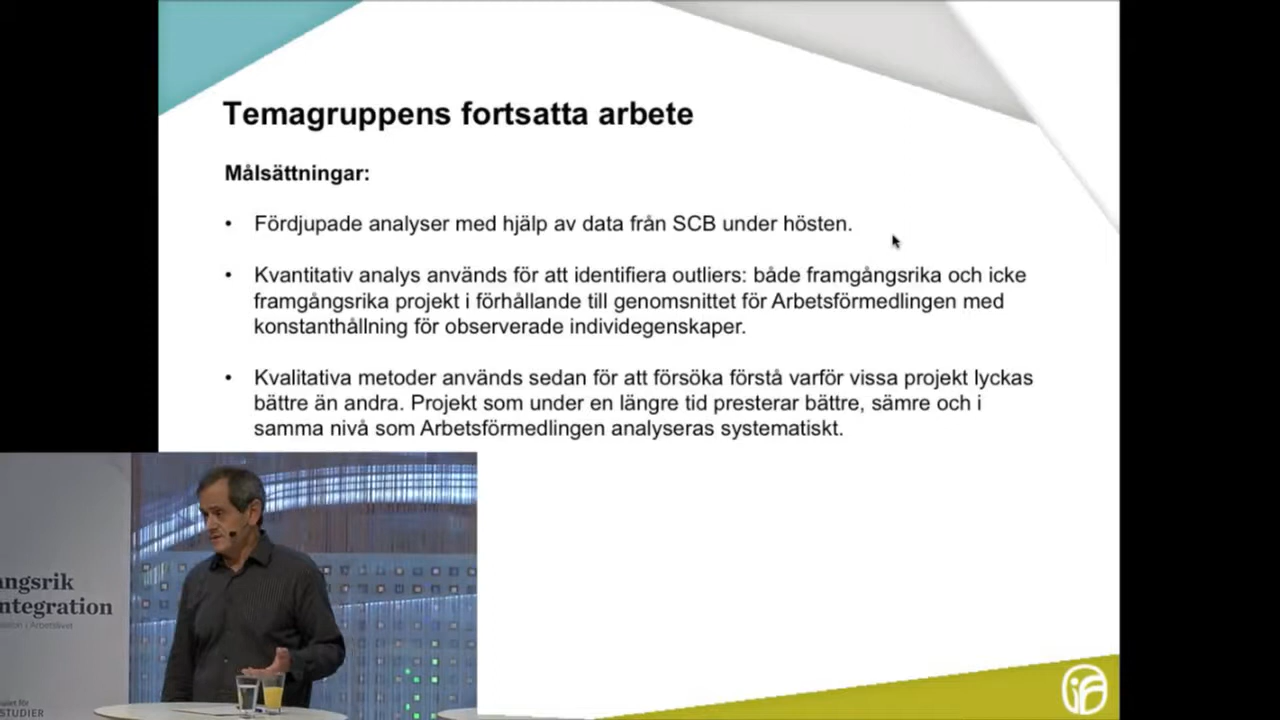 Temagruppens fortsatta arbete
Målsättningar:
• Fördjupade analyser med hjälp av data från SCB under hösten.
• Kvantitativ analys används för att identifiera outliers: både framgångsrika och icke
framgångsrika projekt i förhållande till genomsnittet för Arbetsförmedlingen med
konstanthållning för observerade individegenskaper.
• Kvalitativa metoder används sedan för att försöka förstå varför vissa projekt lyckas
bättre än andra. Projekt som under en längre tid presterar bättre, sämre och i
samma nivå som Arbetsförmedlingen analyseras systematiskt.
angsrik
ntegration
i Arbetslivet
för
STUDIER